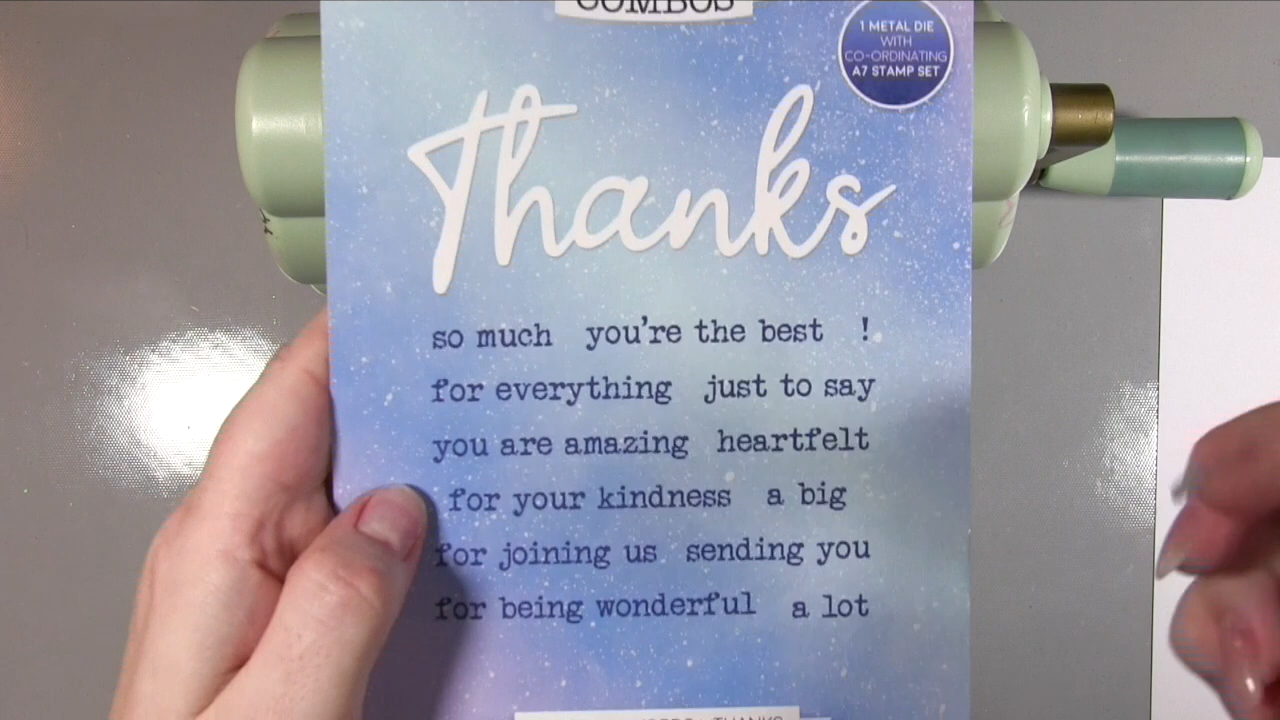 COMBOS
1 METAL DIE
WITH
CO-ORDINATING
A7 STAMP SET
Thanks
so much you're the best !
for everything just to say
you are amazing heartfelt
for your kindness a big
for joining us sending you
for being wonderful a lot
THANKS